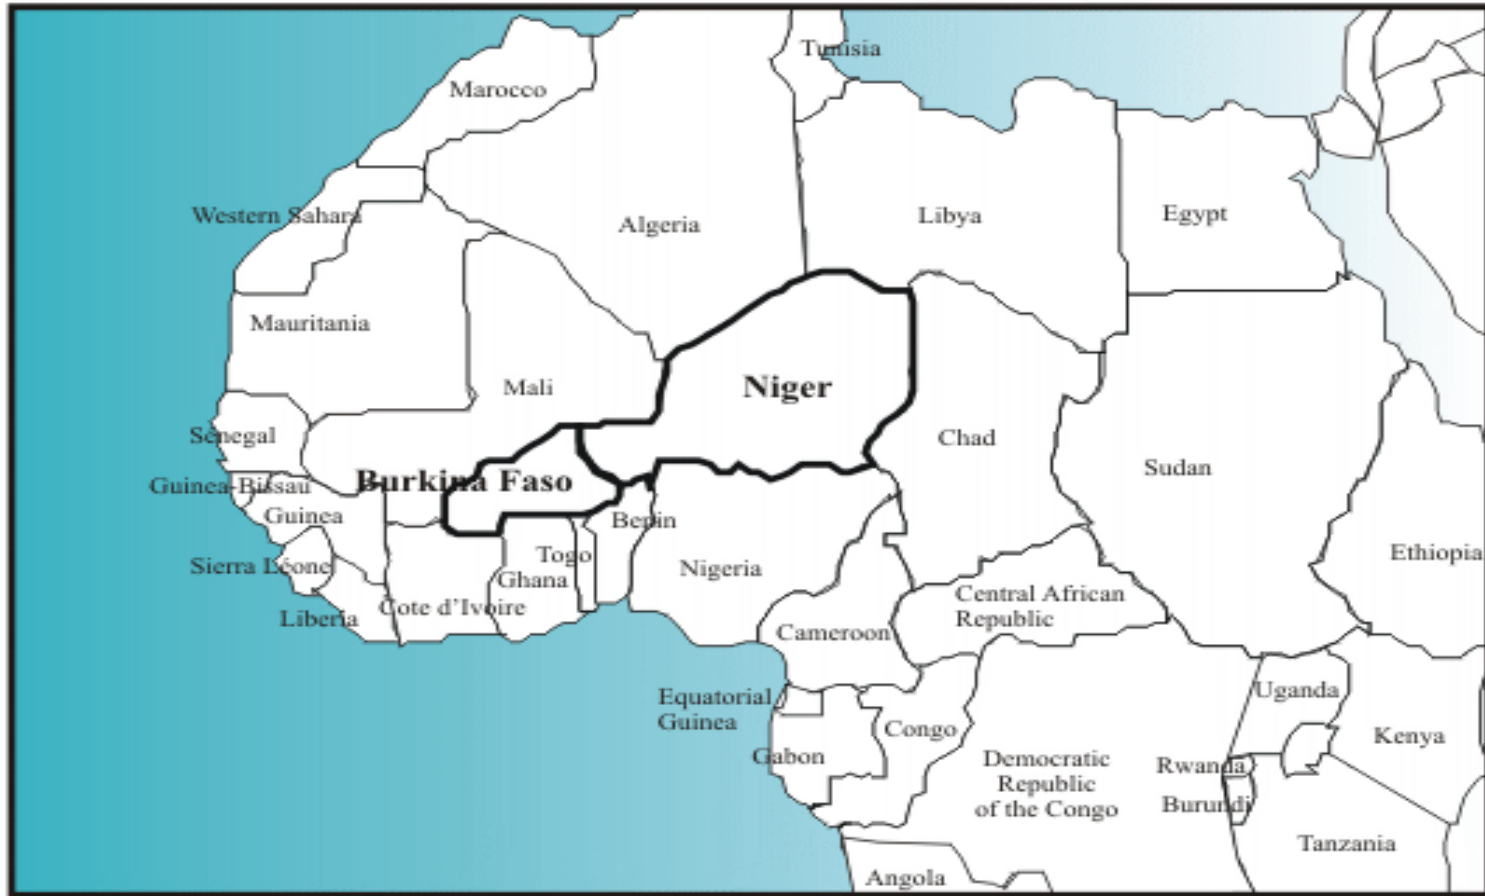 Tunisia
Marocco
Western Sahara
Algeria
Libya
Egypt
Mauritania
Mali
Niger
Chad
Sudan
Sénegal
Burkina Faso
Guinea-Bissau
Guinea
Benin
Togo
Ghana
Nigeria
Ethiopia
Sierra Léone
Liberia
Cote d'Ivoire
Central African
Republic
Cameroon
Equatorial
Guinea
Uganda
Congo
Kenya
Gabon
Democratic
Republic
of the Congo
Rwanda
Burundi
Tanzania
Angola